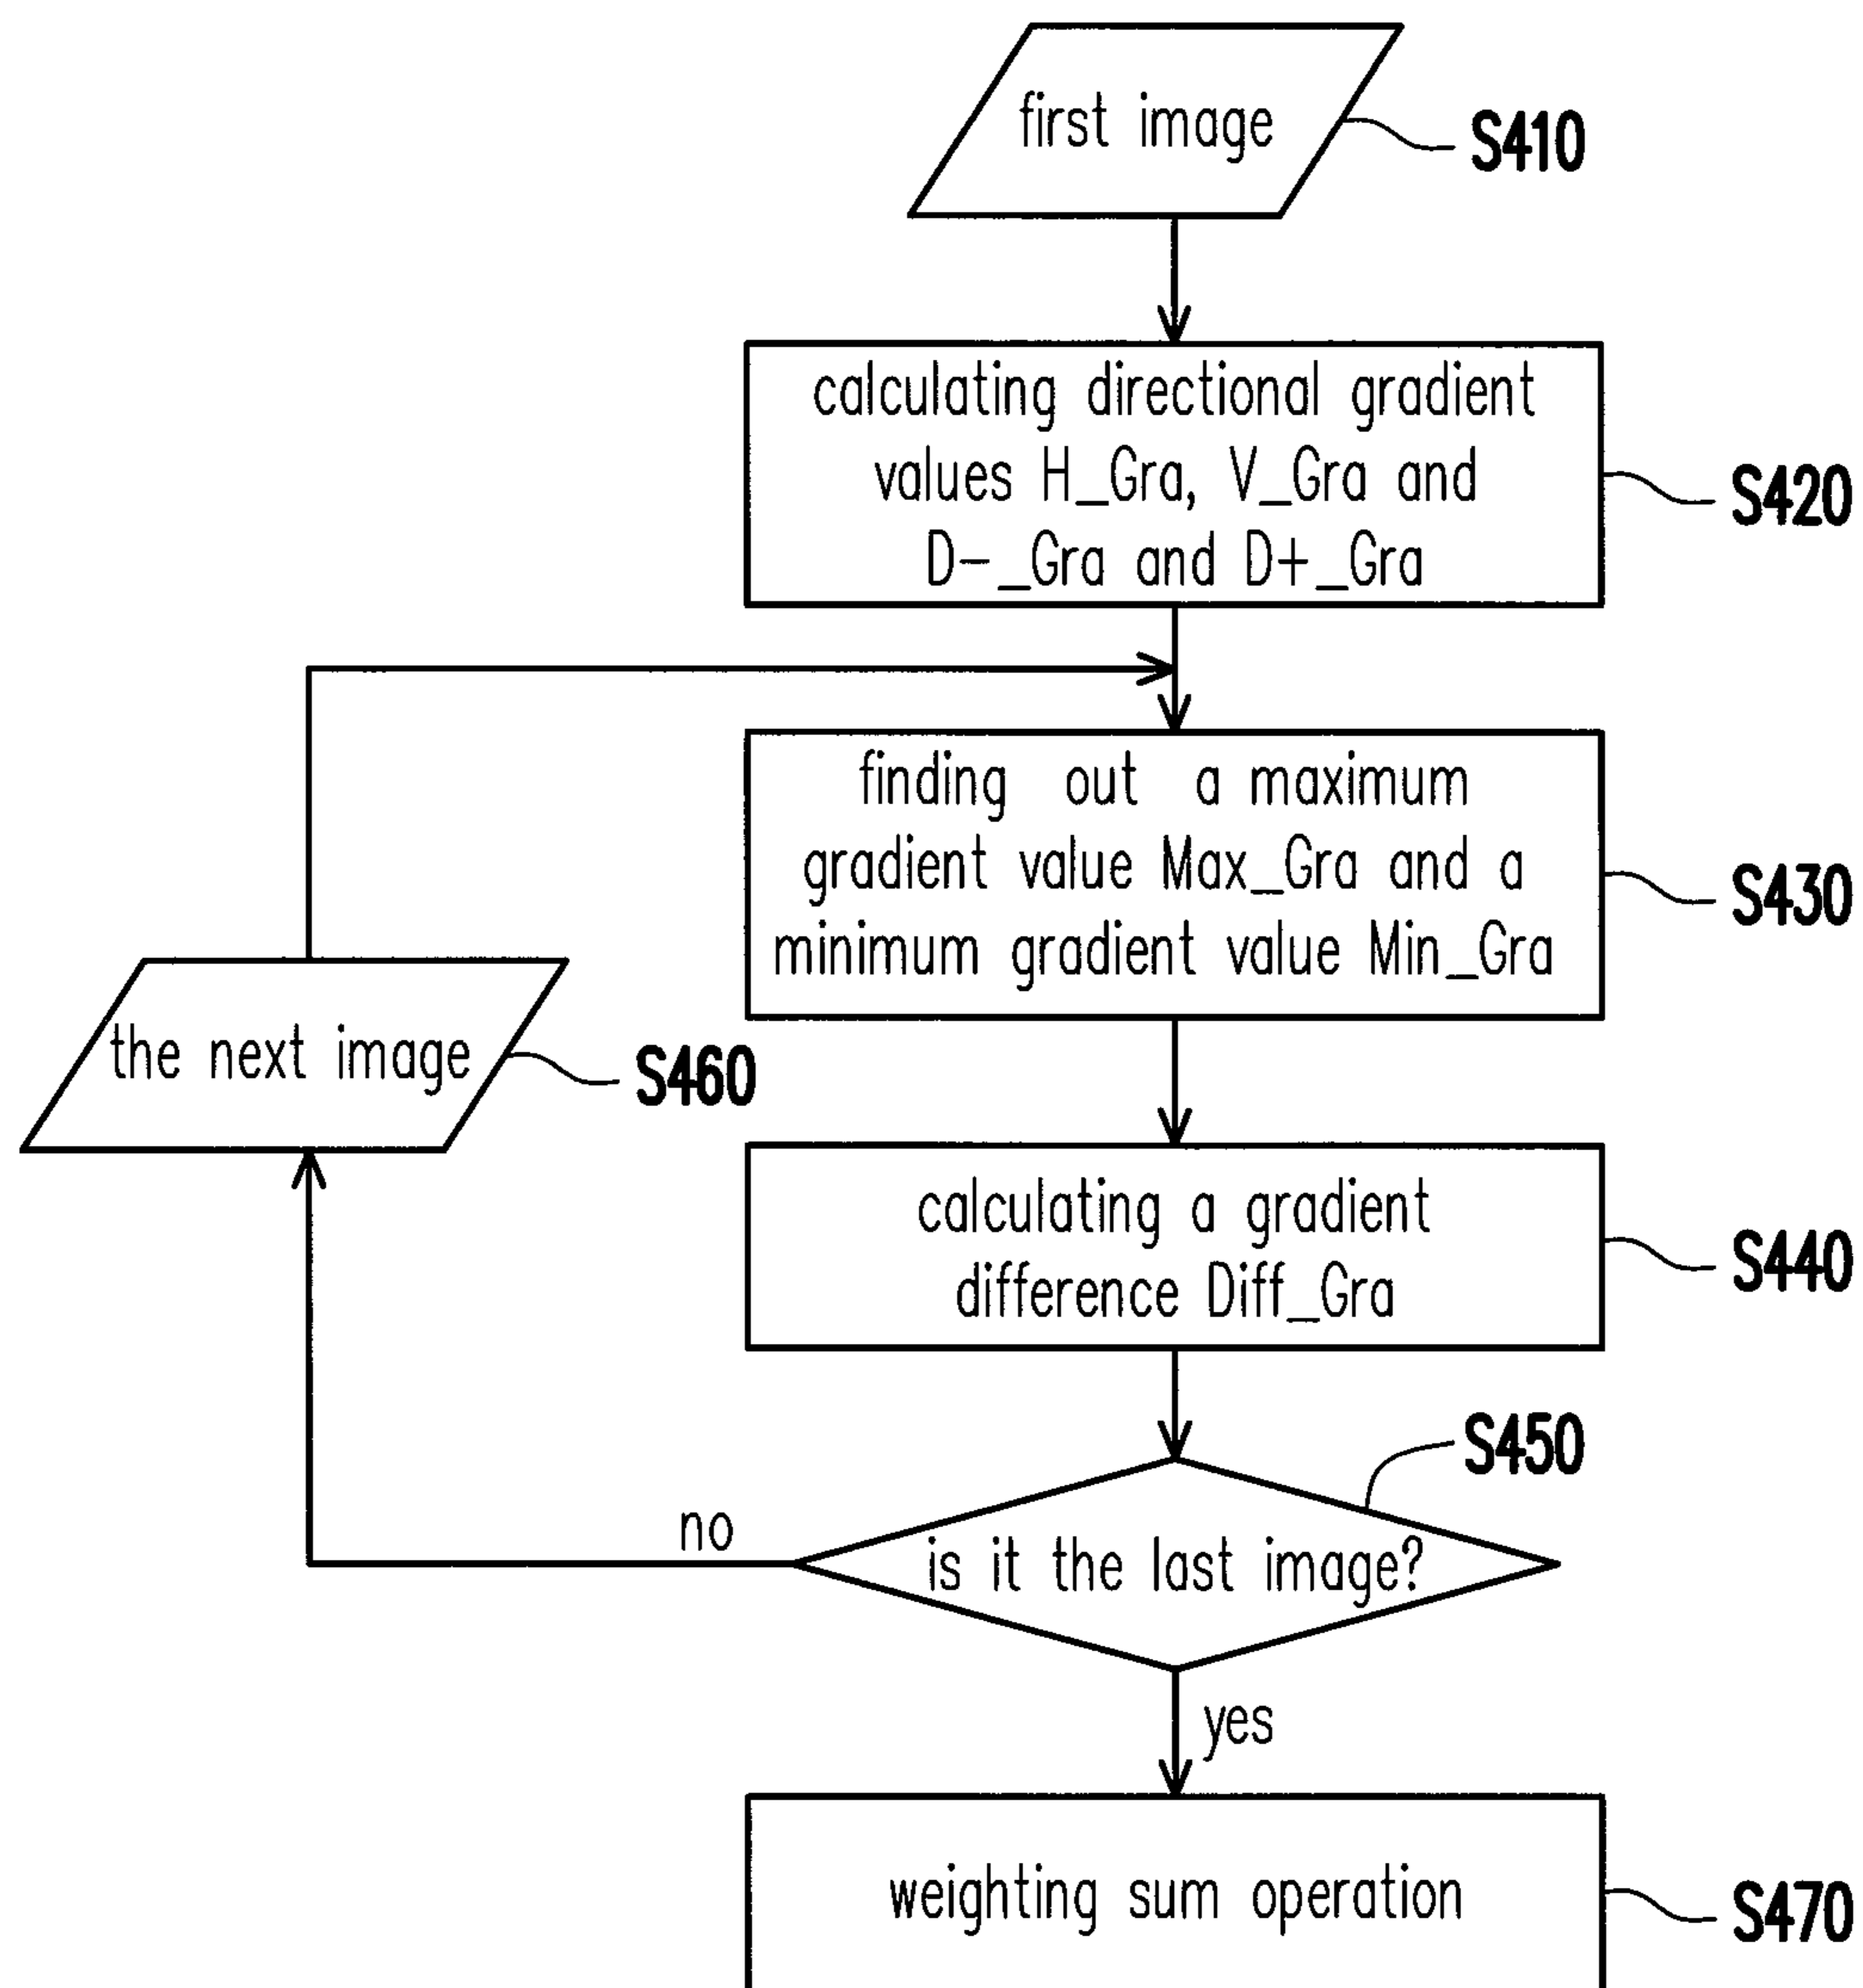 first image
S410
calculating directional gradient
values H_Gra, V_Gra and
D-_Gra and D+_Gra
S420
finding out a maximum
gradient value Max_Gra and a
minimum gradient value Min_Gra
S430
the next image
S460
calculating a gradient
difference Diff_Gra
S440
S450
is it the last image?
no
yes
weighting sum operation
S470